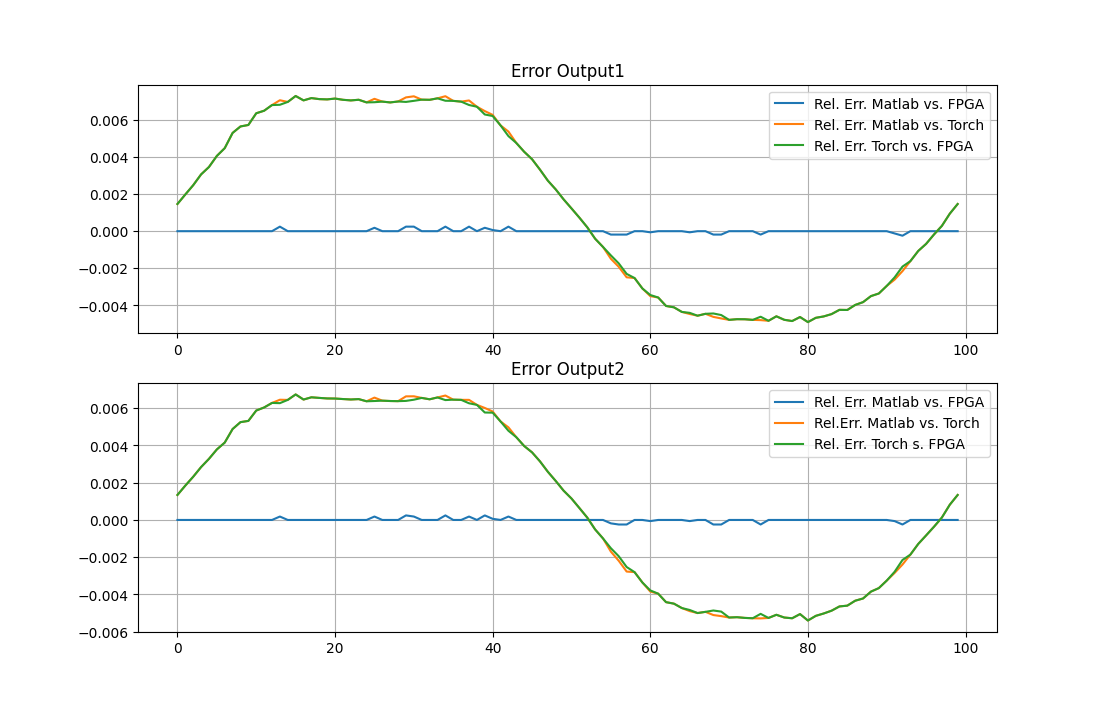 Error Output1
0.006
0.004
0.002
0.000
−0.002
−0.004
Rel. Err. Matlab vs. FPGA
Rel. Err. Matlab vs. Torch
Rel. Err. Torch vs. FPGA
0 20 40 60 80 100
Error Output2
0.006
0.004
0.002
0.000
−0.002
−0.004
−0.006
Rel. Err. Matlab vs. FPGA
Rel.Err. Matlab vs. Torch
Rel. Err. Torch s. FPGA
0 20 40 60 80 100